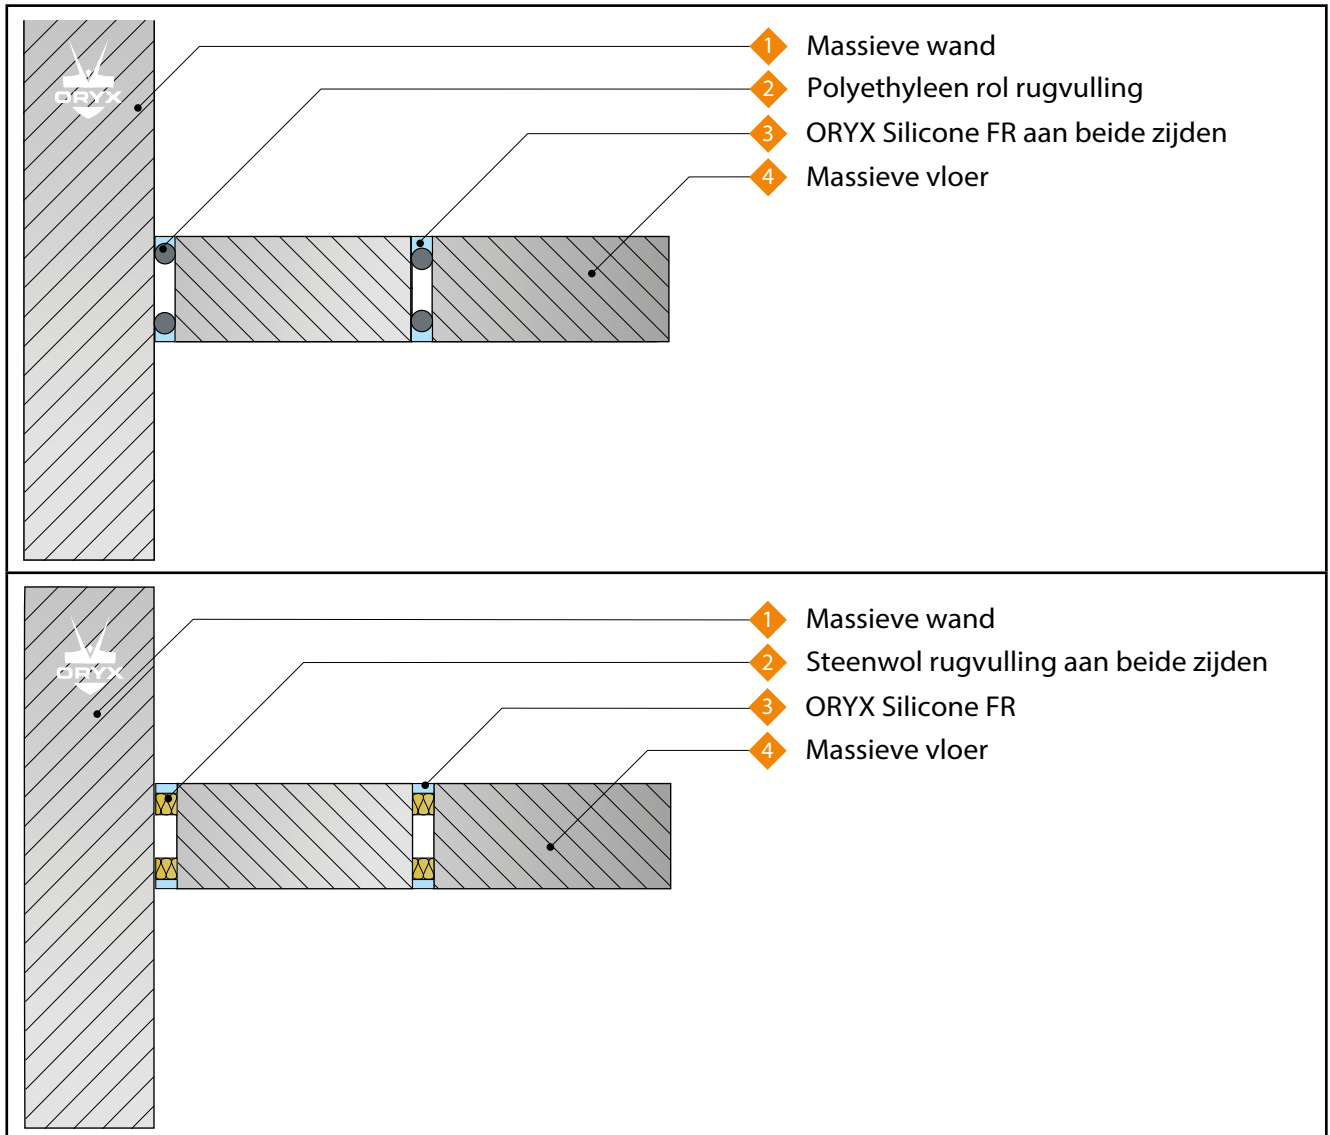 ORYX
1 Massieve wand
2 Polyethyleen rol rugvulling
3 ORYX Silicone FR aan beide zijden
4 Massieve vloer
ORYX
1 Massieve wand
2 Steenwol rugvulling aan beide zijden
3 ORYX Silicone FR
4 Massieve vloer